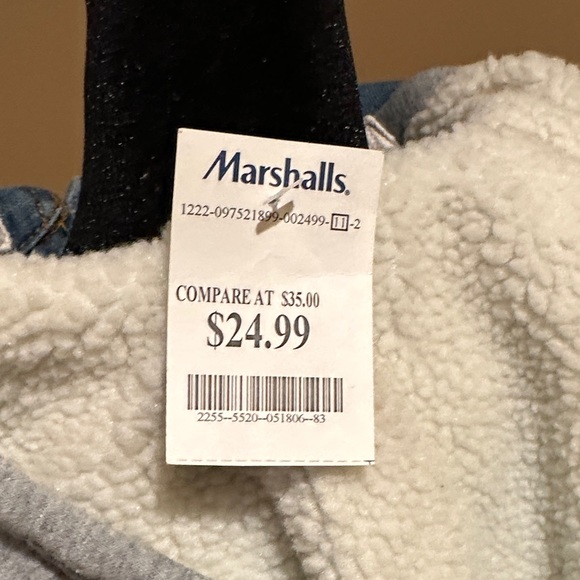 Marshalls.
1222-097521899-002499-11-2
COMPARE AT $35.00
$24.99
2255--5520--051806--83